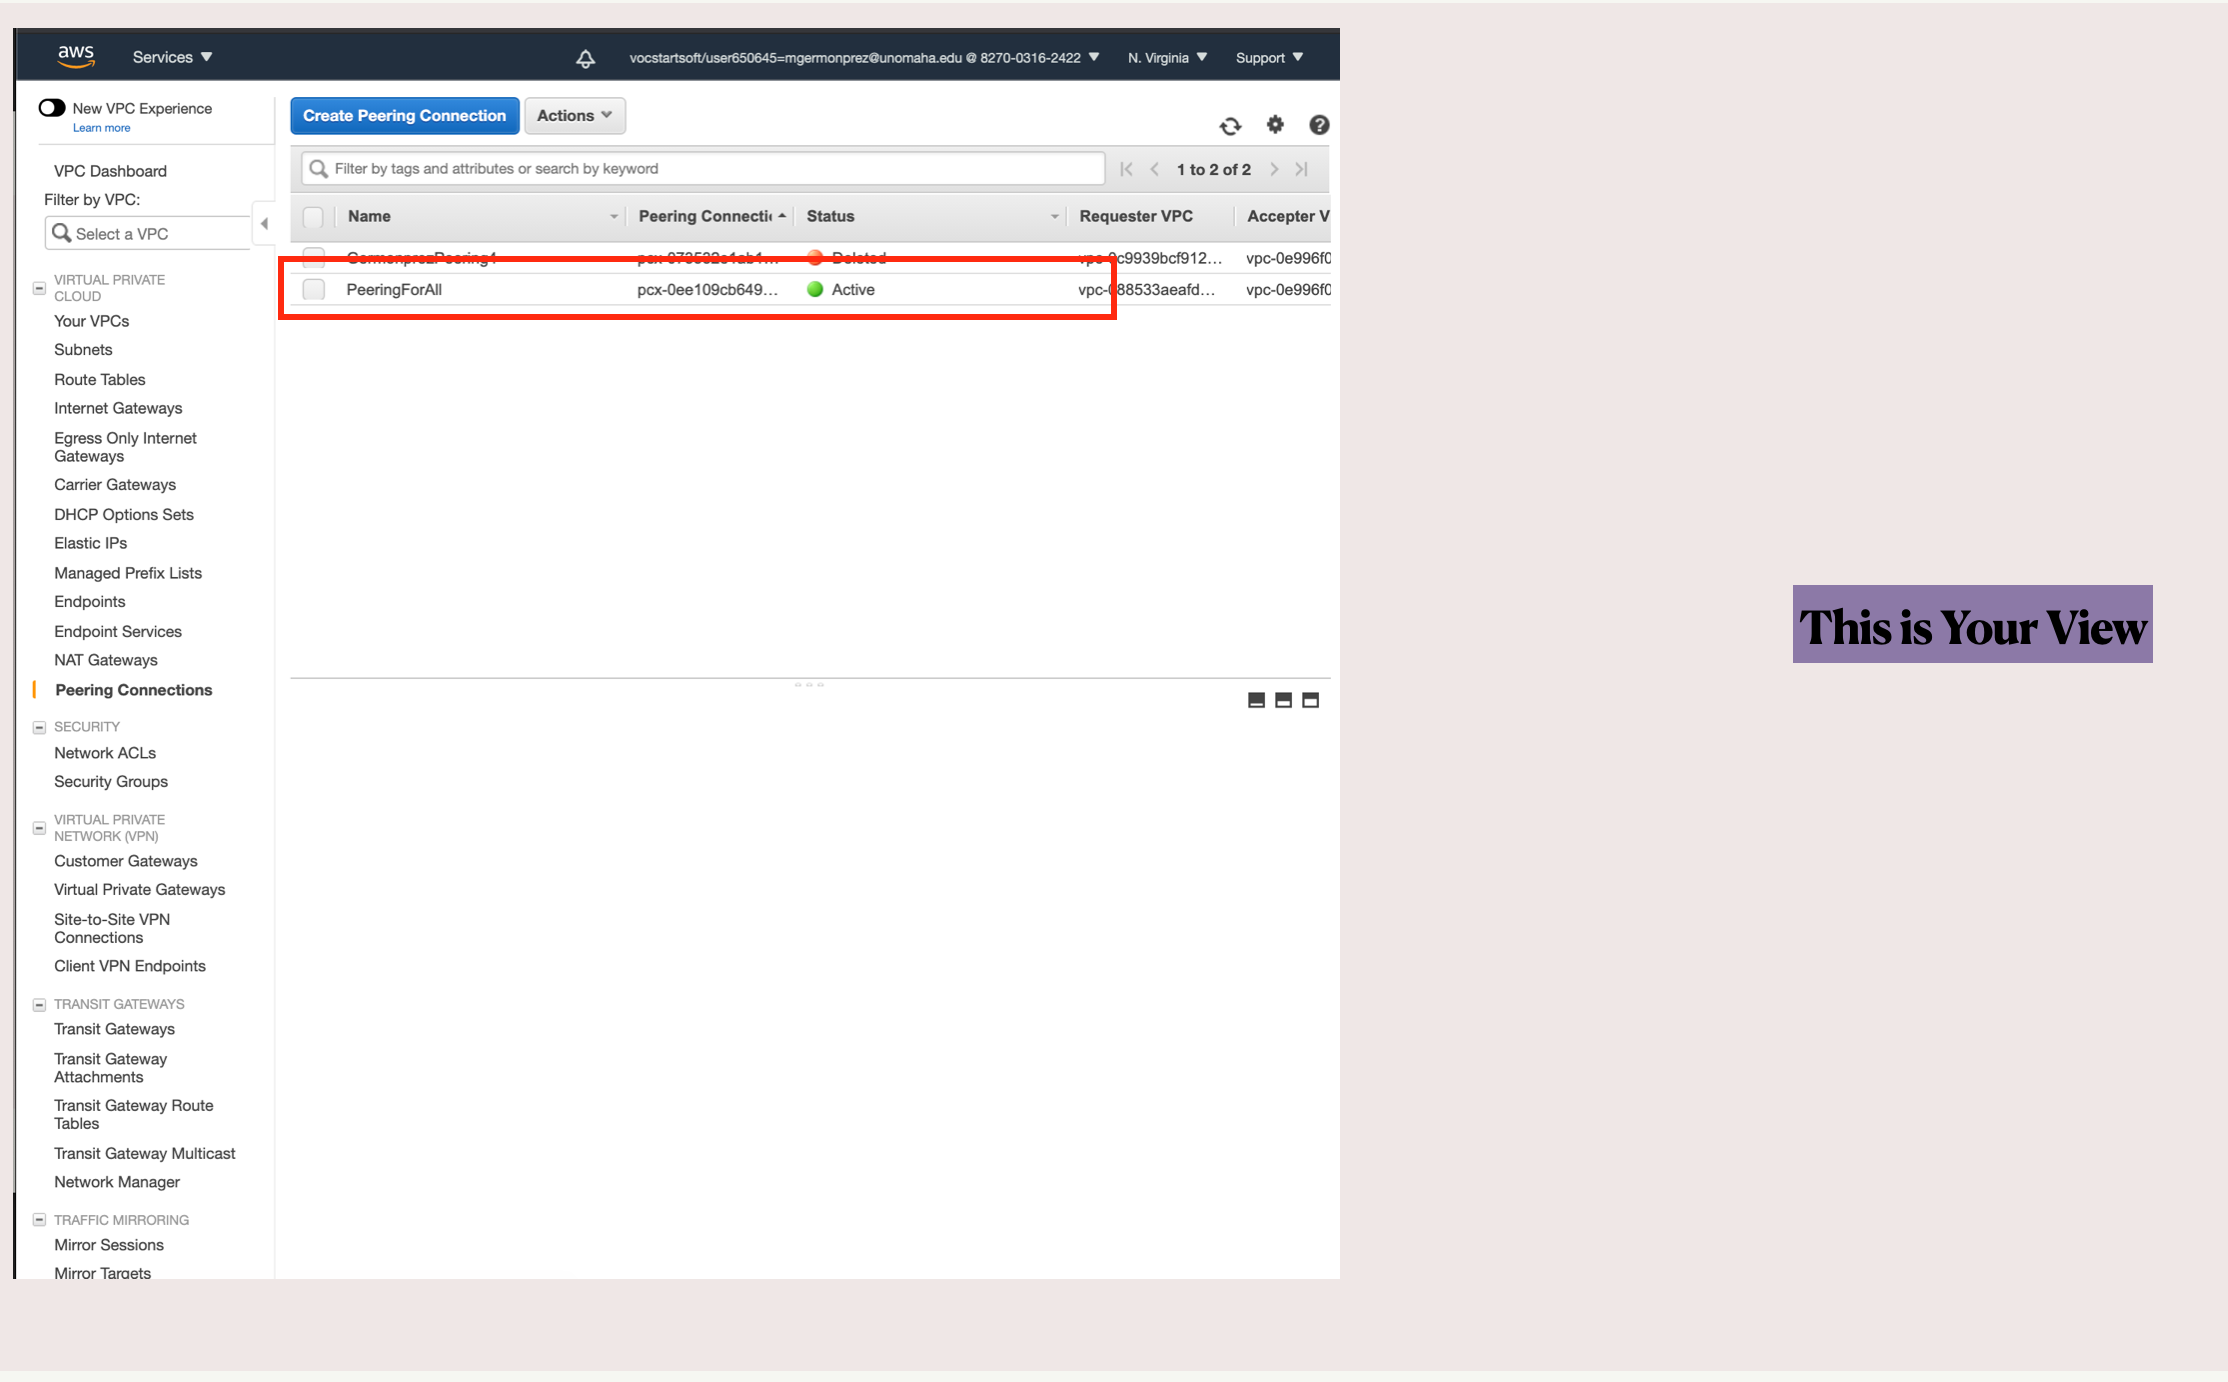 aws Services vocstartsoft/user650645=mgermonprez@unomaha.edu @ 8270-0316-2422 N. Virginia Support
New VPC Experience
Learn more
VPC Dashboard
Filter by VPC:
Select a VPC
VIRTUAL PRIVATE
CLOUD
Your VPCs
Subnets
Route Tables
Internet Gateways
Egress Only Internet
Gateways
Carrier Gateways
DHCP Options Sets
Elastic IPs
Managed Prefix Lists
Endpoints
Endpoint Services
NAT Gateways
Peering Connections
SECURITY
Network ACLs
Security Groups
VIRTUAL PRIVATE
NETWORK (VPN)
Customer Gateways
Virtual Private Gateways
Site-to-Site VPN
Connections
Client VPN Endpoints
TRANSIT GATEWAYS
Transit Gateways
Transit Gateway
Attachments
Transit Gateway Route
Tables
Transit Gateway Multicast
Network Manager
TRAFFIC MIRRORING
Mirror Sessions
Mirror Targets
Create Peering Connection Actions
Filter by tags and attributes or search by keyword 1 to 2 of 2
Name Peering Connecti Status Requester VPC Accepter V
GermonprezPeering4 Deleted vpc-0c9939bcf912... vpc-0e996f0
PeeringForAll pcx-0ee109cb649... Active vpc-088533aeafd... vpc-0e996f0
This is Your View